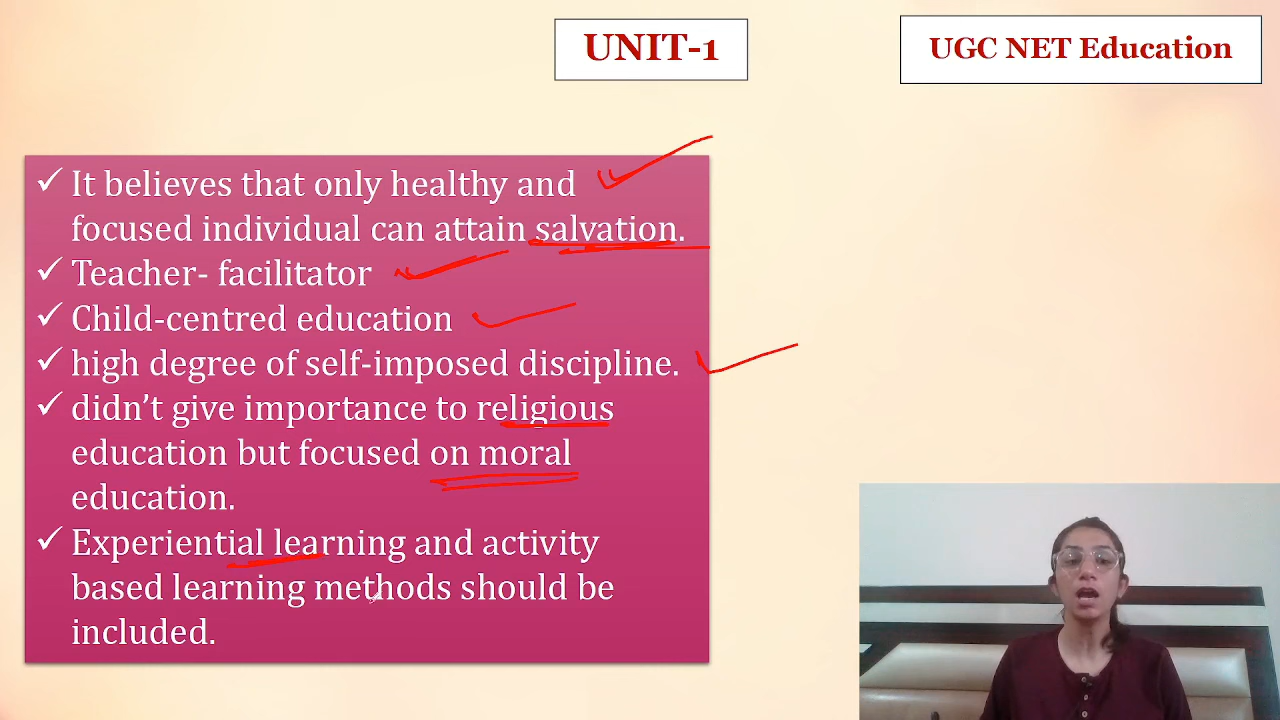 UNIT-1
UGC NET Education
✓ It believes that only healthy and
focused individual can attain salvation.
✓ Teacher- facilitator
✓ Child-centred education
✓ high degree of self-imposed discipline.
✓ didn’t give importance to religious
education but focused on moral
education.
✓ Experiential learning and activity
based learning methods should be
included.